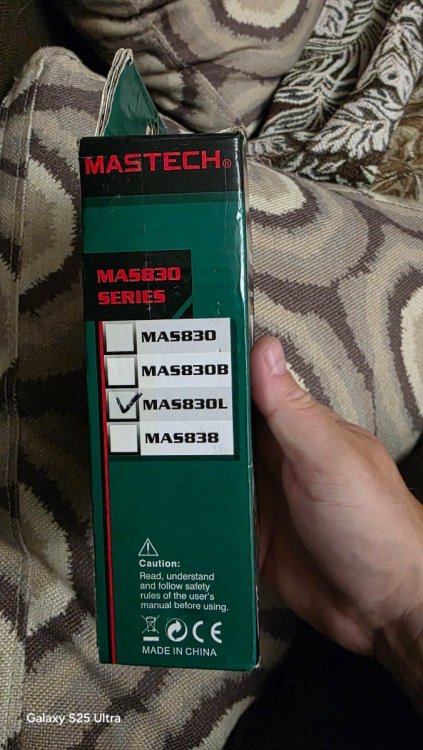 MASTECH®
MAS830
SERIES
MAS830
MAS830B
MAS830L
MAS838
Caution:
Read, understand
and follow safety
rules of the user's
manual before using.
CE
MADE IN CHINA
Galaxy S25 Ultra